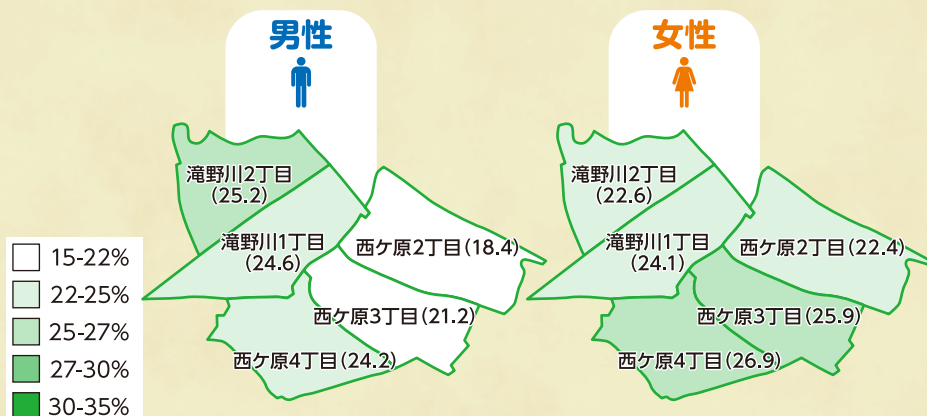 男性
女性
滝野川2丁目
(25.2)
滝野川1丁目
(24.6)
西ケ原2丁目(18.4)
西ケ原3丁目(21.2)
西ケ原4丁目(24.2)
滝野川2丁目
(22.6)
滝野川1丁目
(24.1)
西ケ原2丁目(22.4)
西ケ原3丁目(25.9)
西ケ原4丁目(26.9)
15-22%
22-25%
25-27%
27-30%
30-35%